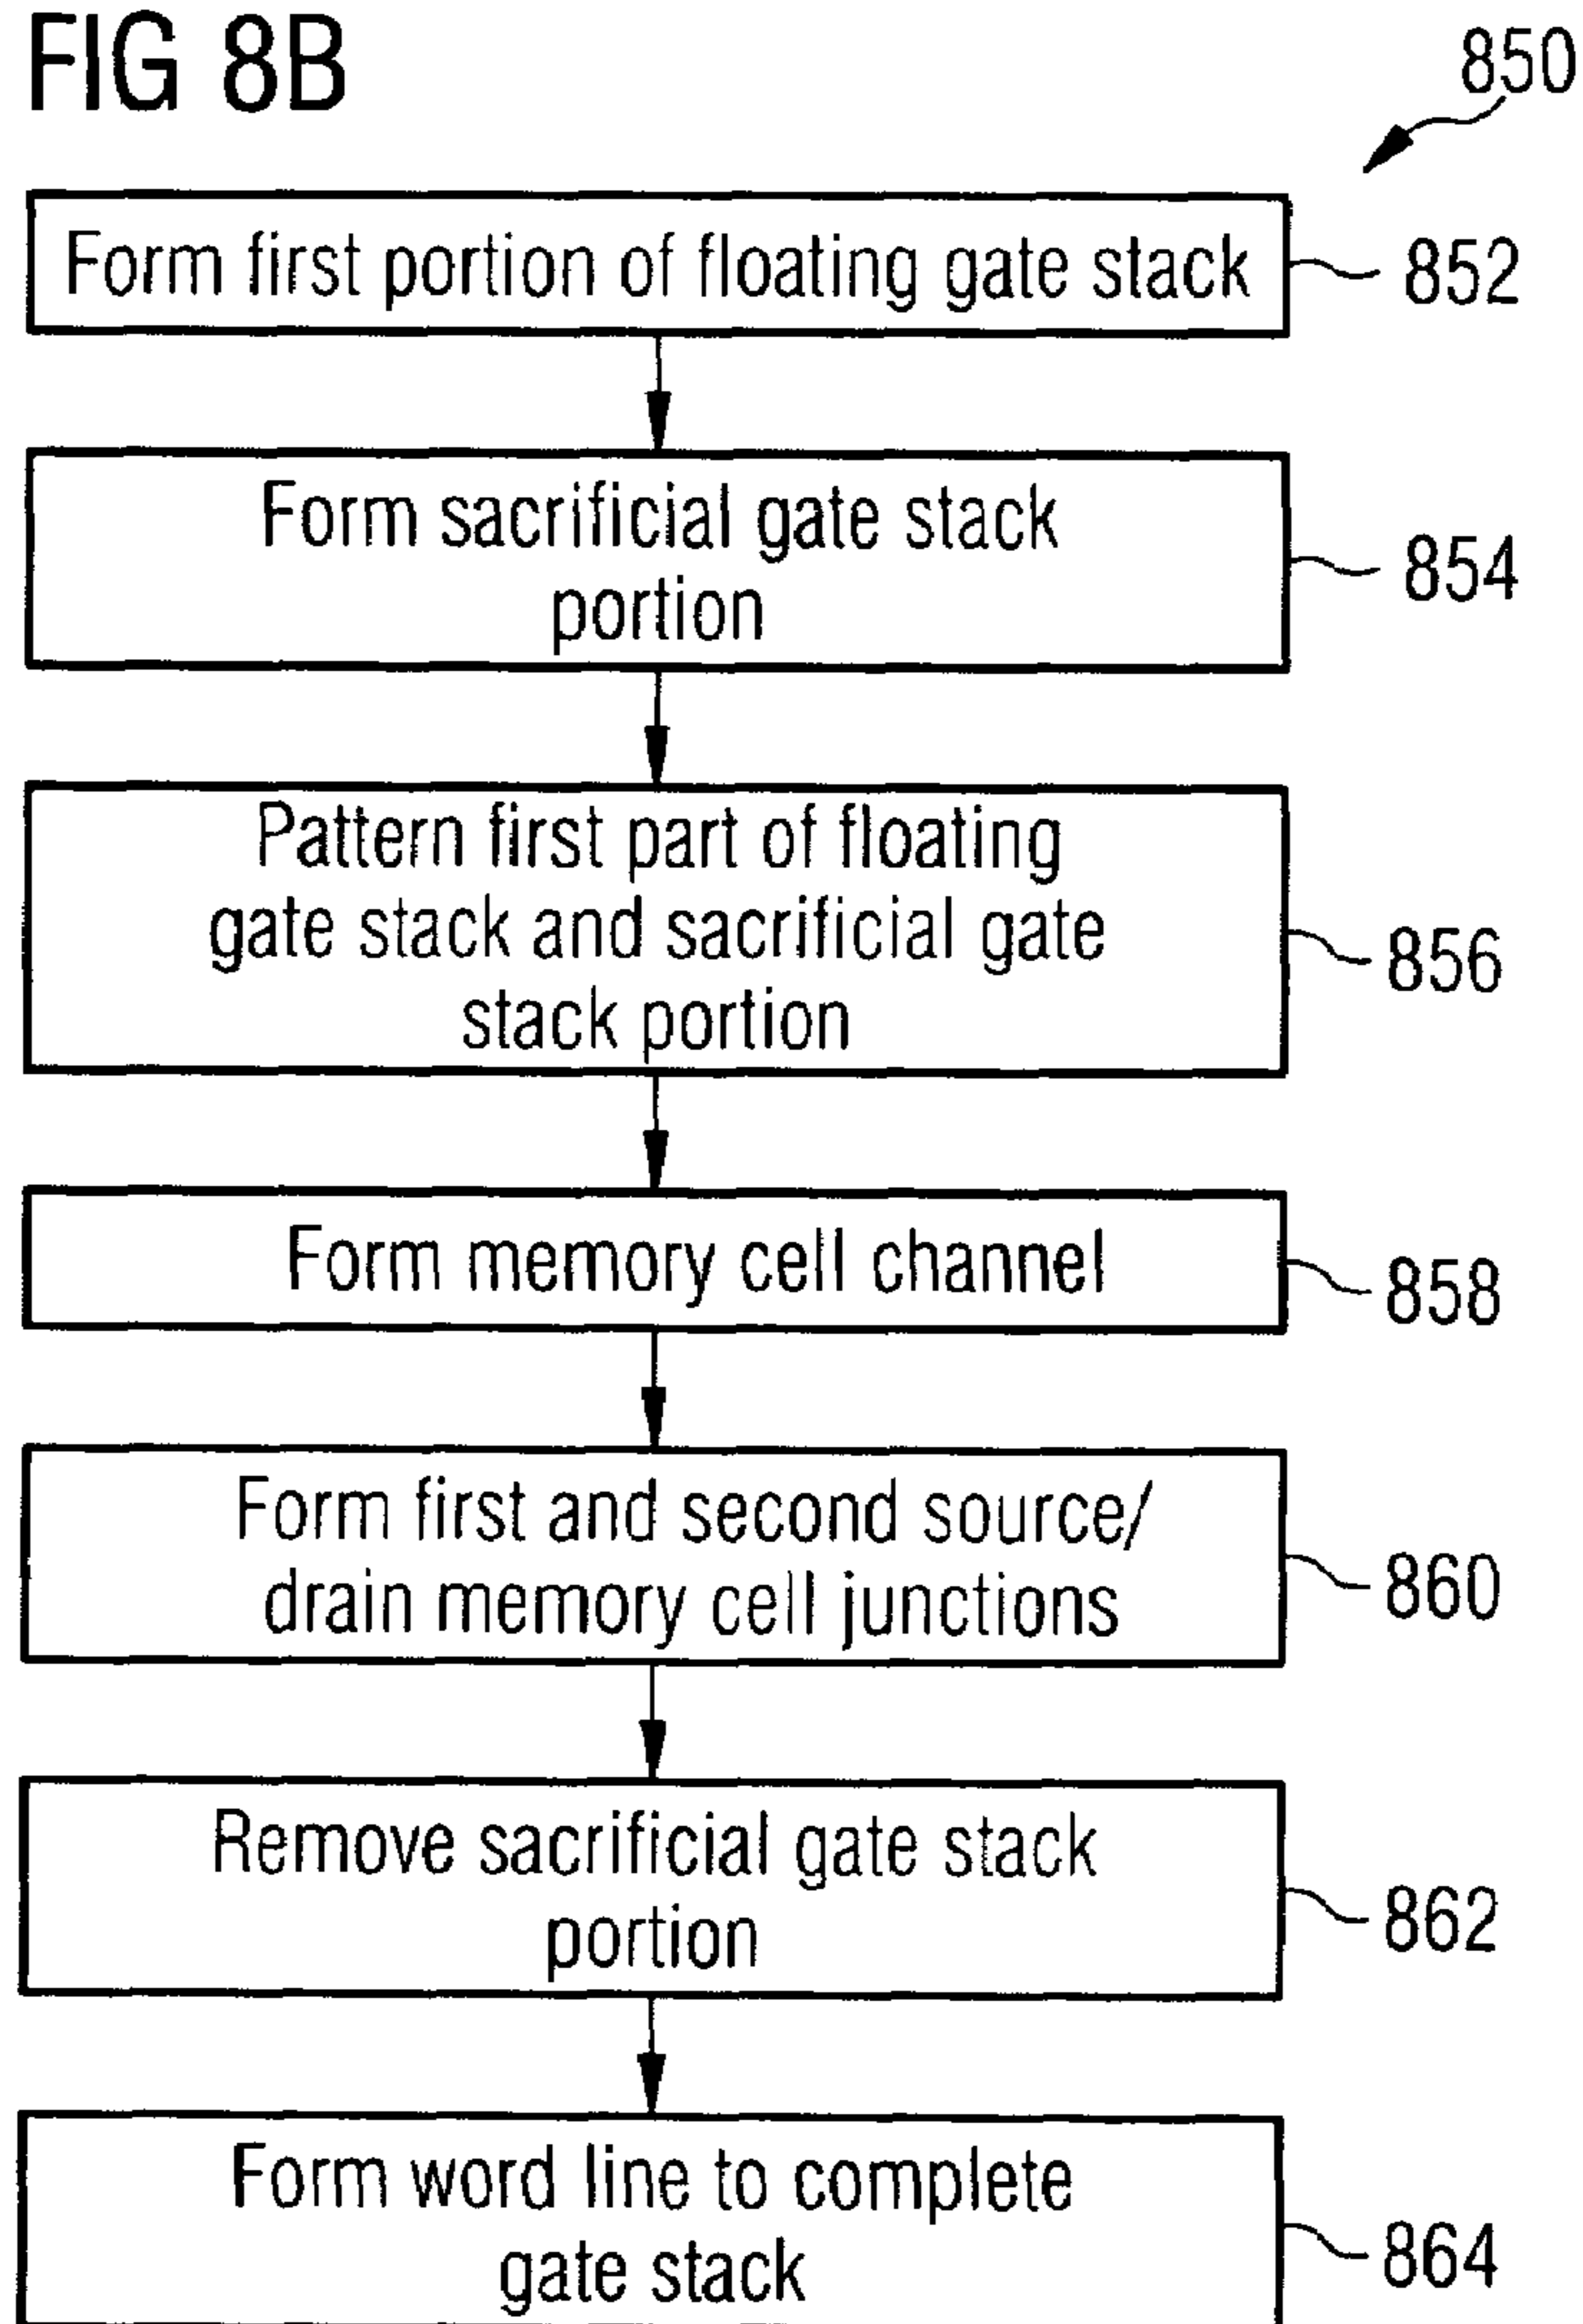 FIG 8B
850
Form first portion of floating gate stack
852
Form sacrificial gate stack
portion
854
Pattern first part of floating
gate stack and sacrificial gate
stack portion
856
Form memory cell channel
858
Form first and second source/
drain memory cell junctions
860
Remove sacrificial gate stack
portion
862
Form word line to complete
gate stack
864